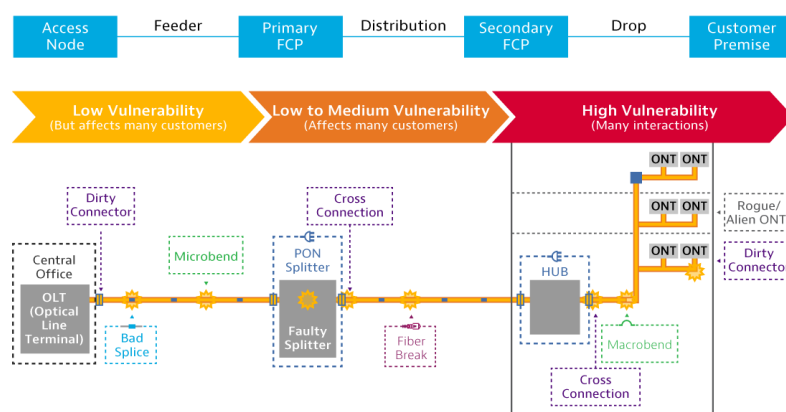 Access
Node
Feeder
Primary
FCP
Distribution
Secondary
FCP
Drop
Customer
Premise
Low Vulnerability
(But affects many customers)
Low to Medium Vulnerability
(Affects many customers)
High Vulnerability
(Many interactions)
ONT ONT
Dirty
Connector
Cross
Connection
ONT ONT
Rogue/
Alien ONT
Microbend
PON
Splitter
ONT ONT
Dirty
Connector
Central
Office
HUB
OLT
(Optical
Line
Terminal)
Faulty
Splitter
Bad
Splice
Fiber
Break
Macrobend
Cross
Connection